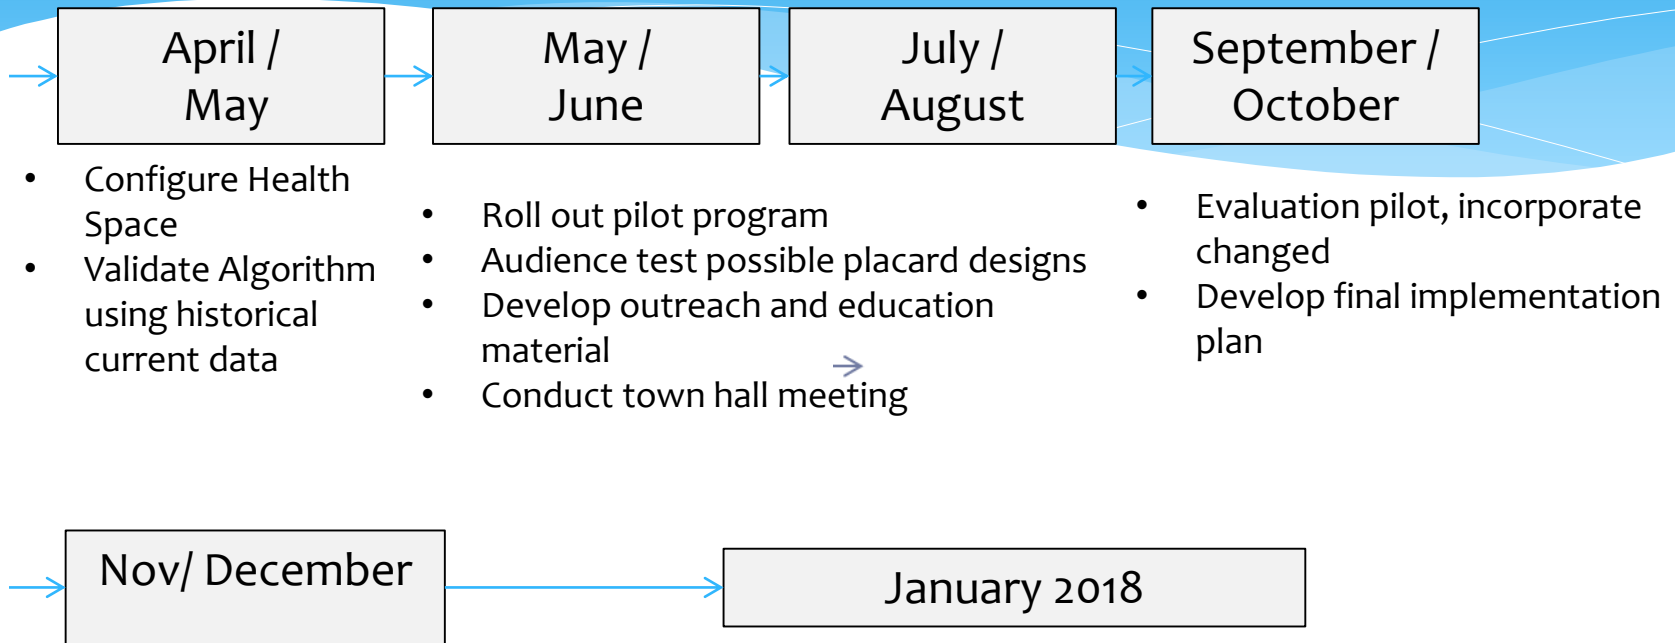 April /
May
May /
June
July /
August
September /
October
• Configure Health
Space
• Validate Algorithm
using historical
current data
• Roll out pilot program
• Audience test possible placard designs
• Develop outreach and education
material
• Conduct town hall meeting
• Evaluation pilot, incorporate
changed
• Develop final implementation
plan
Nov/ December
January 2018